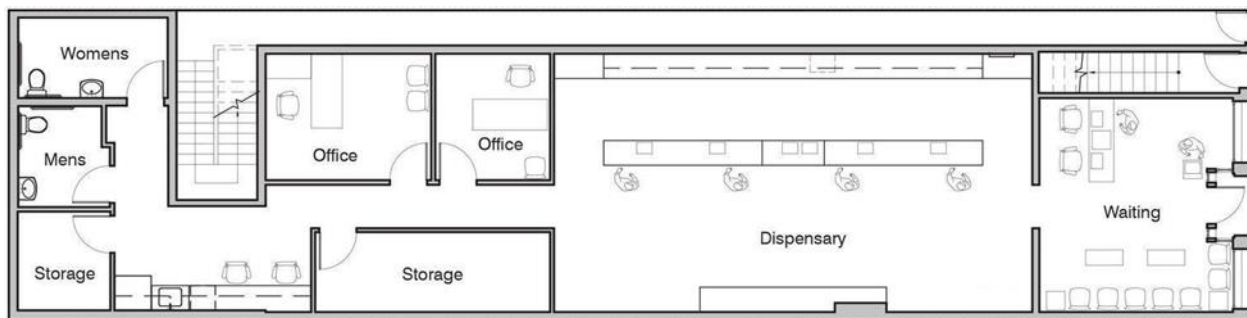 Womens
Mens
Storage
Office
Office
Storage
Dispensary
Waiting